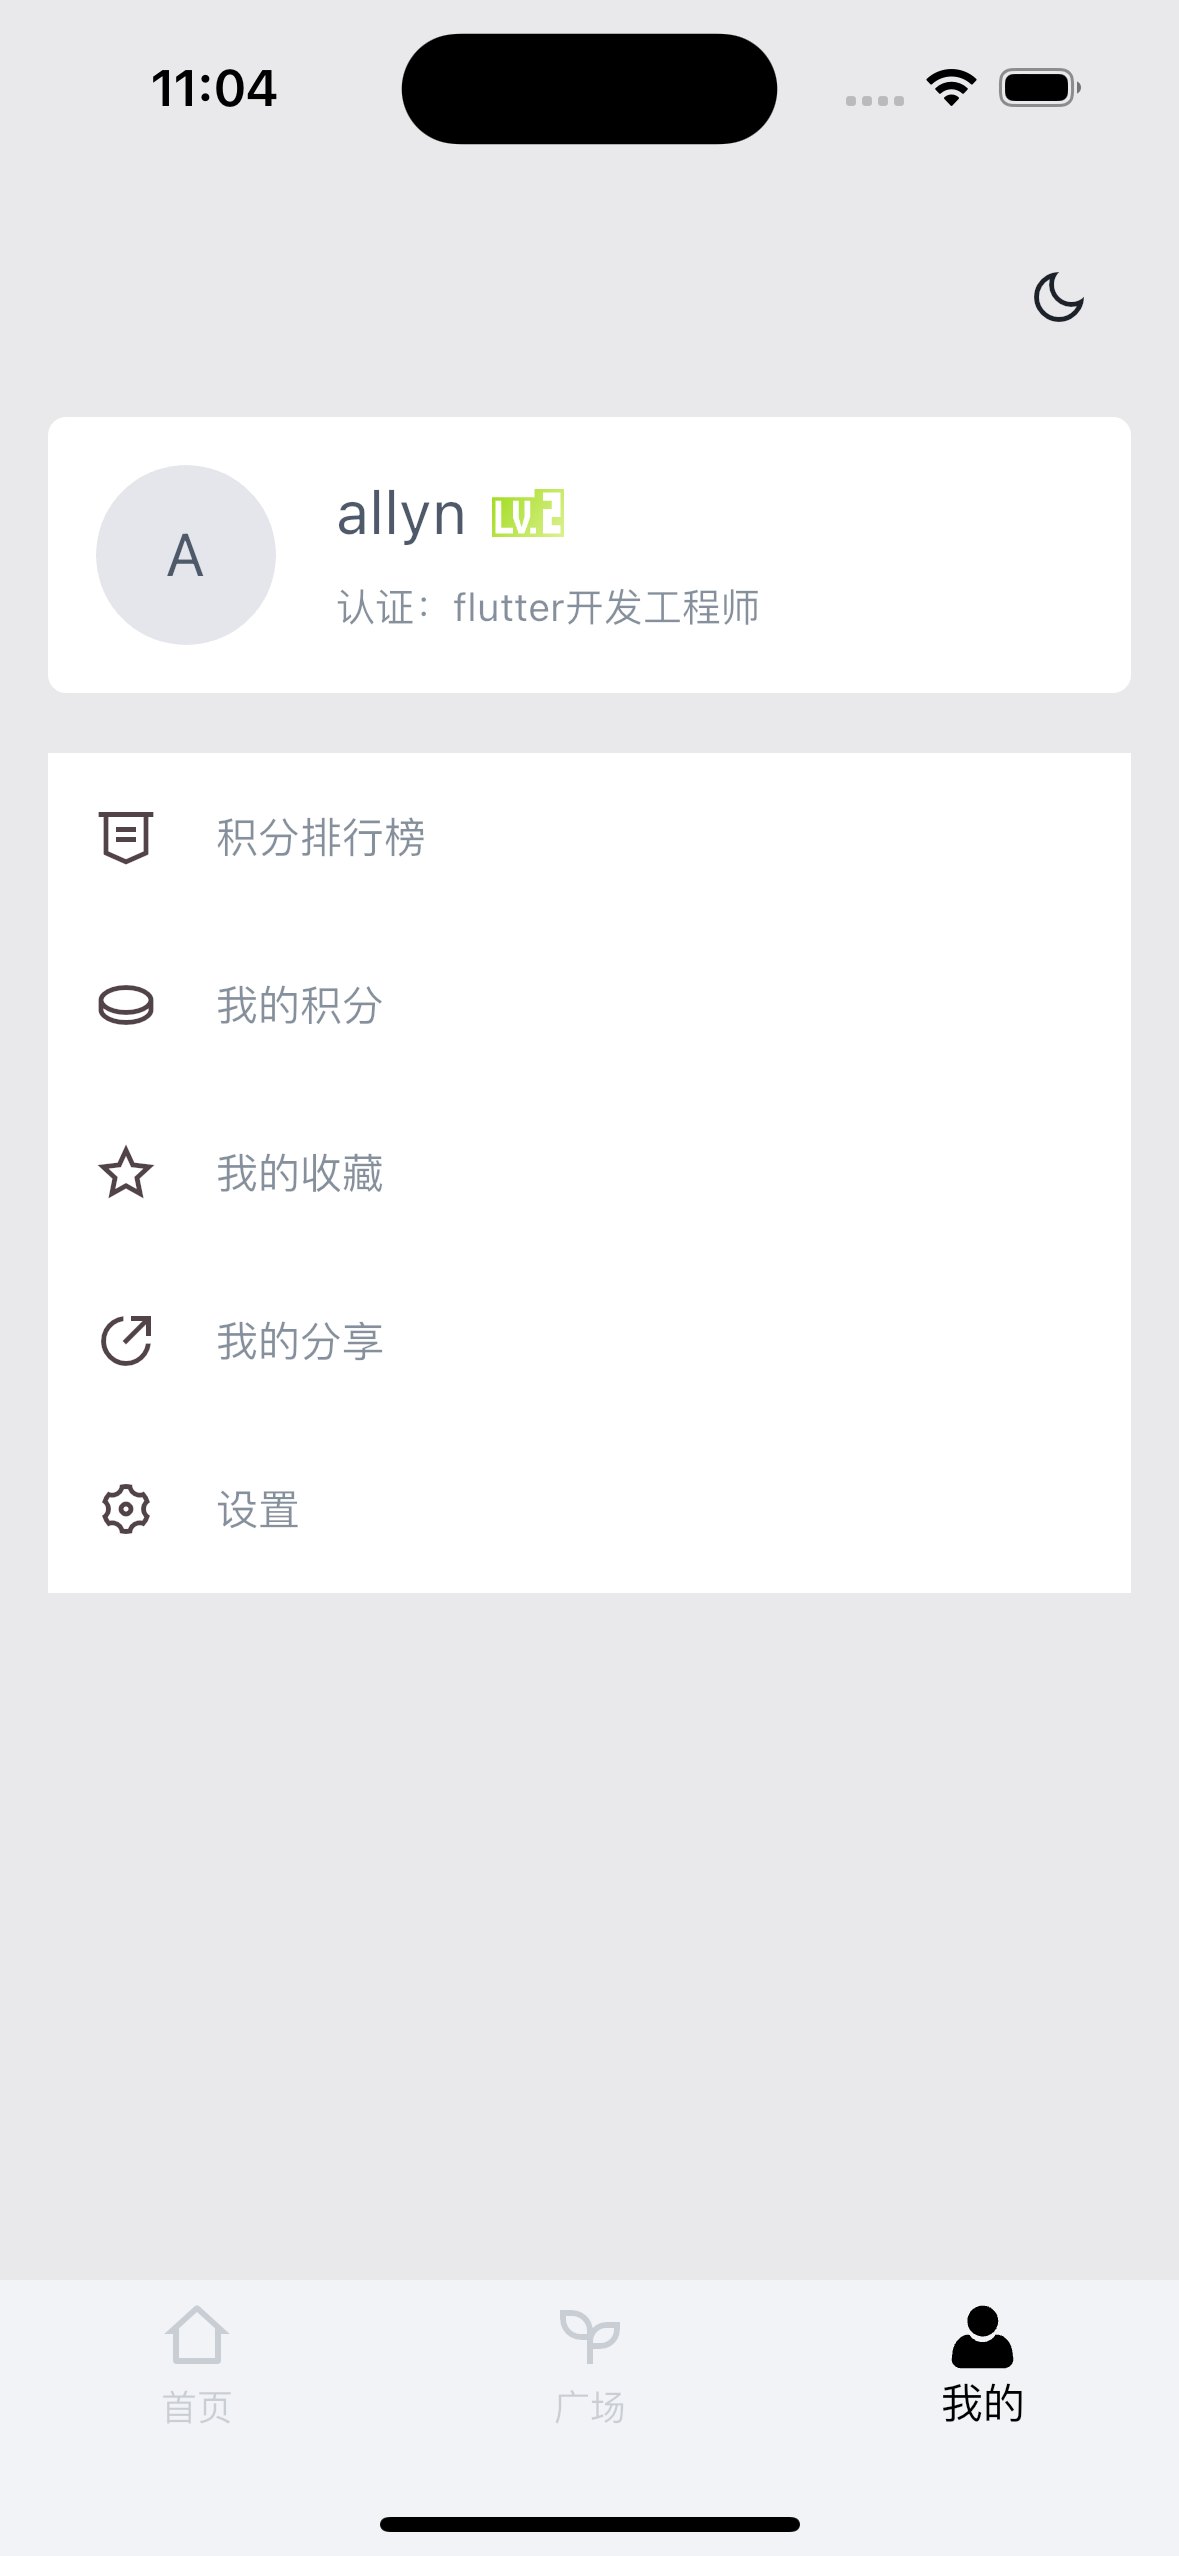 11:04
allyn LV.2
A
认证：flutter开发工程师
积分排行榜
我的积分
我的收藏
我的分享
设置
首页
广场
我的